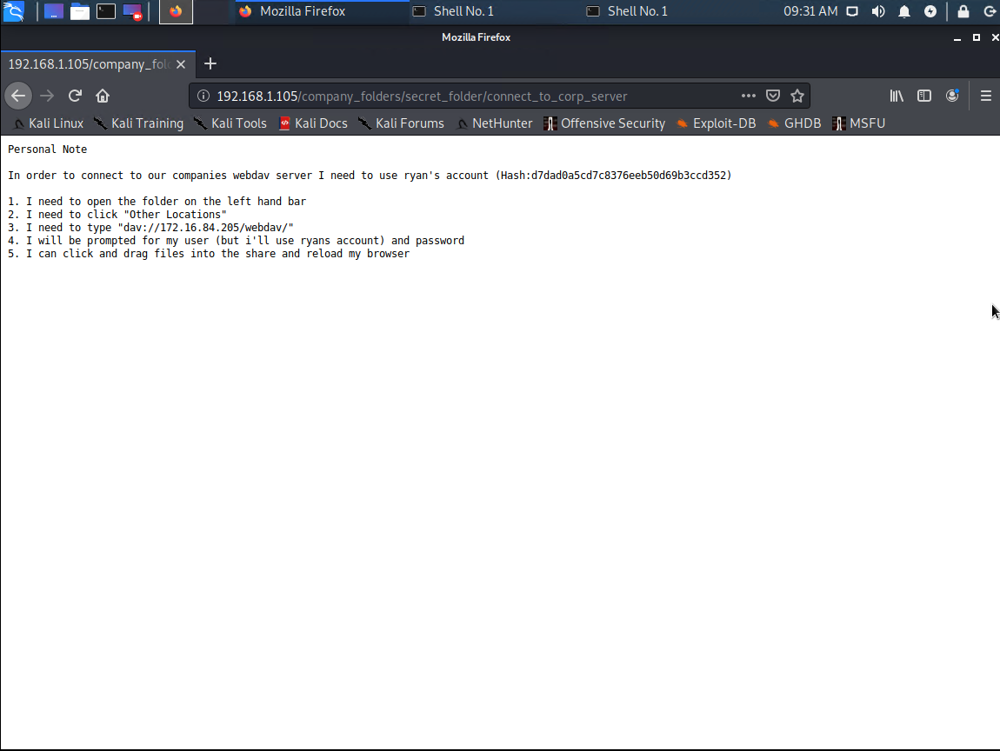 Mozilla Firefox
Shell No. 1
Shell No. 1
09:31 AM
Mozilla Firefox
192.168.1.105/company_fol
192.168.1.105/company_folders/secret_folder/connect_to_corp_server
Kali Linux
Kali Training
Kali Tools
Kali Docs
Kali Forums
NetHunter
Offensive Security
Exploit-DB
GHDB
MSFU
Personal Note
In order to connect to our companies webdav server I need to use ryan's account (Hash:d7dad0a5cd7c8376eeb50d69b3ccd352)
1. I need to open the folder on the left hand bar
2. I need to click "Other Locations"
3. I need to type "dav://172.16.84.205/webdav/"
4. I will be prompted for my user (but i'll use ryans account) and password
5. I can click and drag files into the share and reload my browser